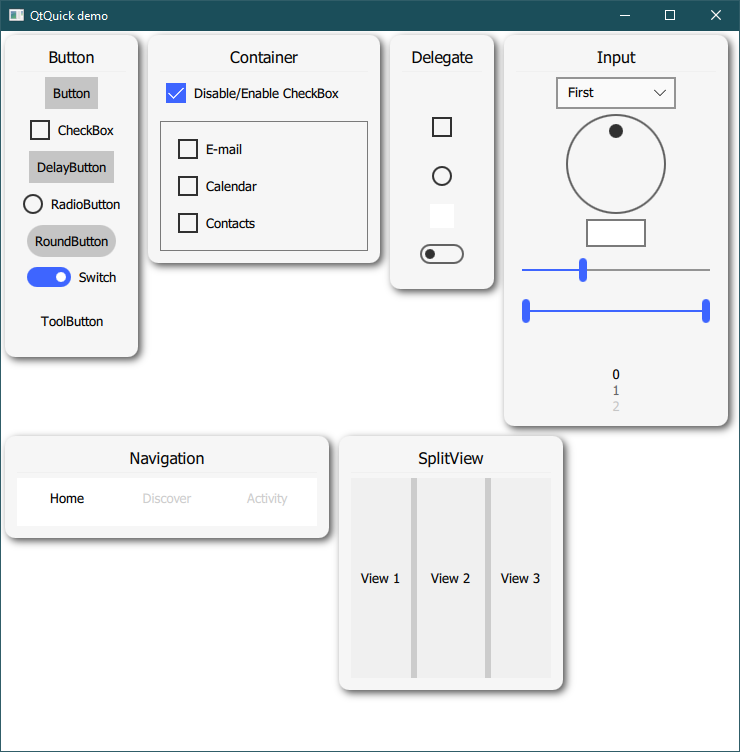 QtQuick demo
Button
Button
CheckBox
DelayButton
RadioButton
RoundButton
Switch
ToolButton
Container
Disable/Enable CheckBox
E-mail
Calendar
Contacts
Delegate
Input
First
0
1
2
Navigation
Home Discover Activity
SplitView
View 1 View 2 View 3